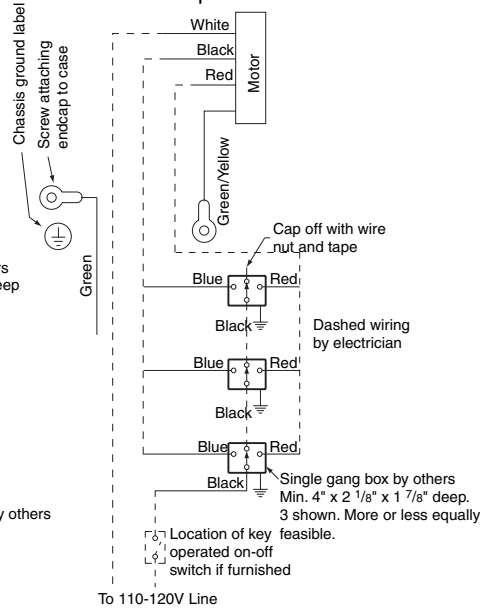 White
Black
Red
Motor
Chassis ground label
Screw attaching
endcap to case
Green/Yellow
Green
Cap off with wire
nut and tape
rs
eep
Blue
Red
Black
Dashed wiring
by electrician
Blue
Red
Black
Blue
Red
Black
Single gang box by others
Min. 4" x 2 1/8" x 1 7/8" deep.
3 shown. More or less equally
feasible.
y others
Location of key
operated on-off
switch if furnished
To 110-120V Line